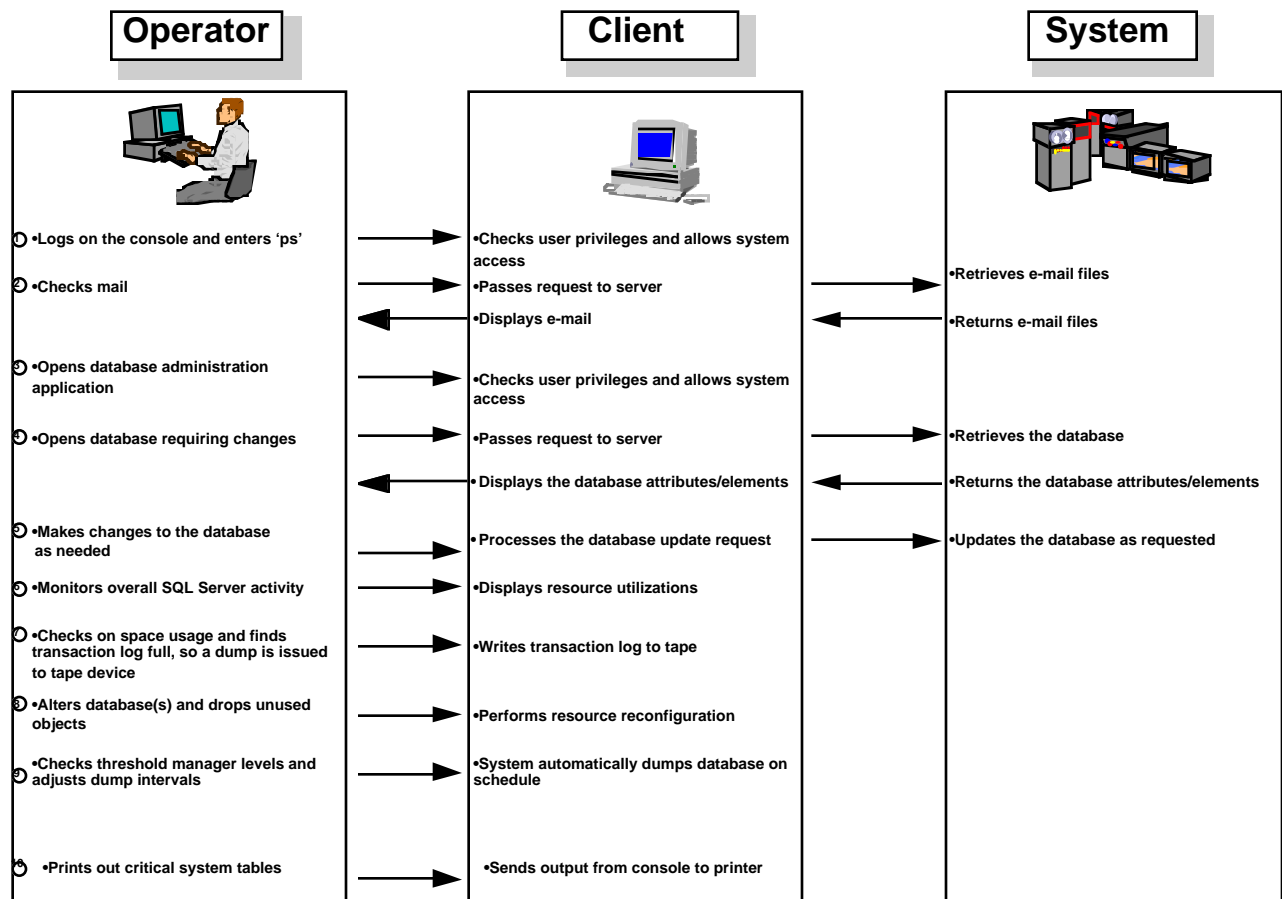 Operator
Client
System
1 •Logs on the console and enters ‘ps’
•Checks user privileges and allows system
access
2 •Checks mail
•Passes request to server
•Retrieves e-mail files
•Displays e-mail
•Returns e-mail files
3 •Opens database administration
application
•Checks user privileges and allows system
access
4 •Opens database requiring changes
•Passes request to server
•Retrieves the database
• Displays the database attributes/elements
•Returns the database attributes/elements
5 •Makes changes to the database
as needed
• Processes the database update request
•Updates the database as requested
6 •Monitors overall SQL Server activity
•Displays resource utilizations
7 •Checks on space usage and finds
transaction log full, so a dump is issued
to tape device
•Writes transaction log to tape
8 •Alters database(s) and drops unused
objects
•Performs resource reconfiguration
9 •Checks threshold manager levels and
adjusts dump intervals
•System automatically dumps database on
schedule
10 •Prints out critical system tables
•Sends output from console to printer